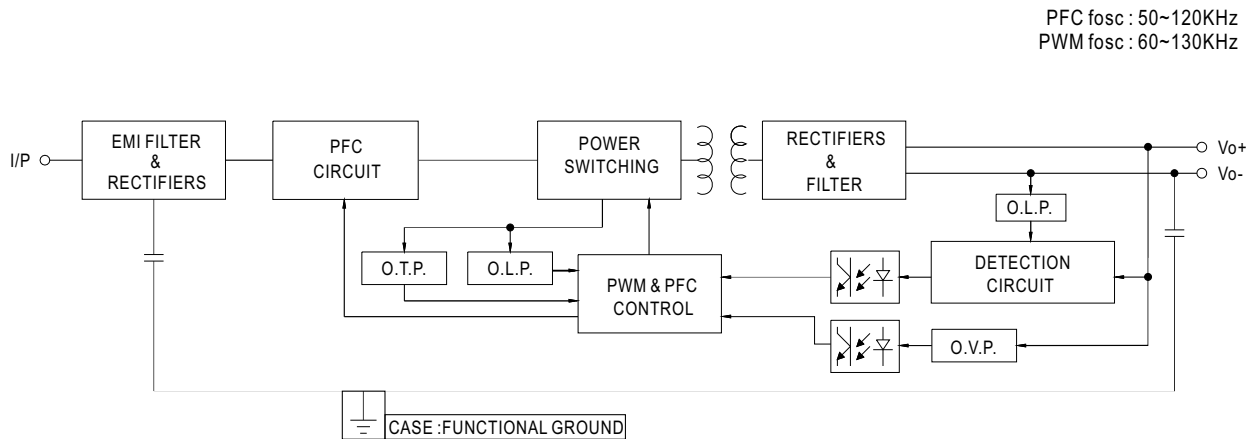 PFC fosc : 50~120KHz
PWM fosc : 60~130KHz
I/P
EMI FILTER
&
RECTIFIERS
PFC
CIRCUIT
POWER
SWITCHING
RECTIFIERS
&
FILTER
Vo+
Vo-
O.L.P.
O.T.P.
O.L.P.
PWM & PFC
CONTROL
DETECTION
CIRCUIT
O.V.P.
CASE :FUNCTIONAL GROUND